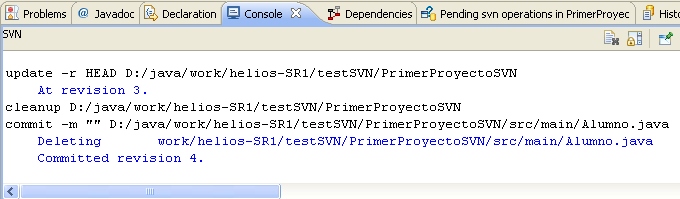 Problems @ Javadoc Declaration Console Dependencies Pending svn operations in PrimerProyec Histo
SVN
update -r HEAD D:/java/work/helios-SR1/testSVN/PrimerProyectoSVN
At revision 3.
cleanup D:/java/work/helios-SR1/testSVN/PrimerProyectoSVN
commit -m "" D:/java/work/helios-SR1/testSVN/PrimerProyectoSVN/src/main/Alumno.java
Deleting work/helios-SR1/testSVN/PrimerProyectoSVN/src/main/Alumno.java
Committed revision 4.